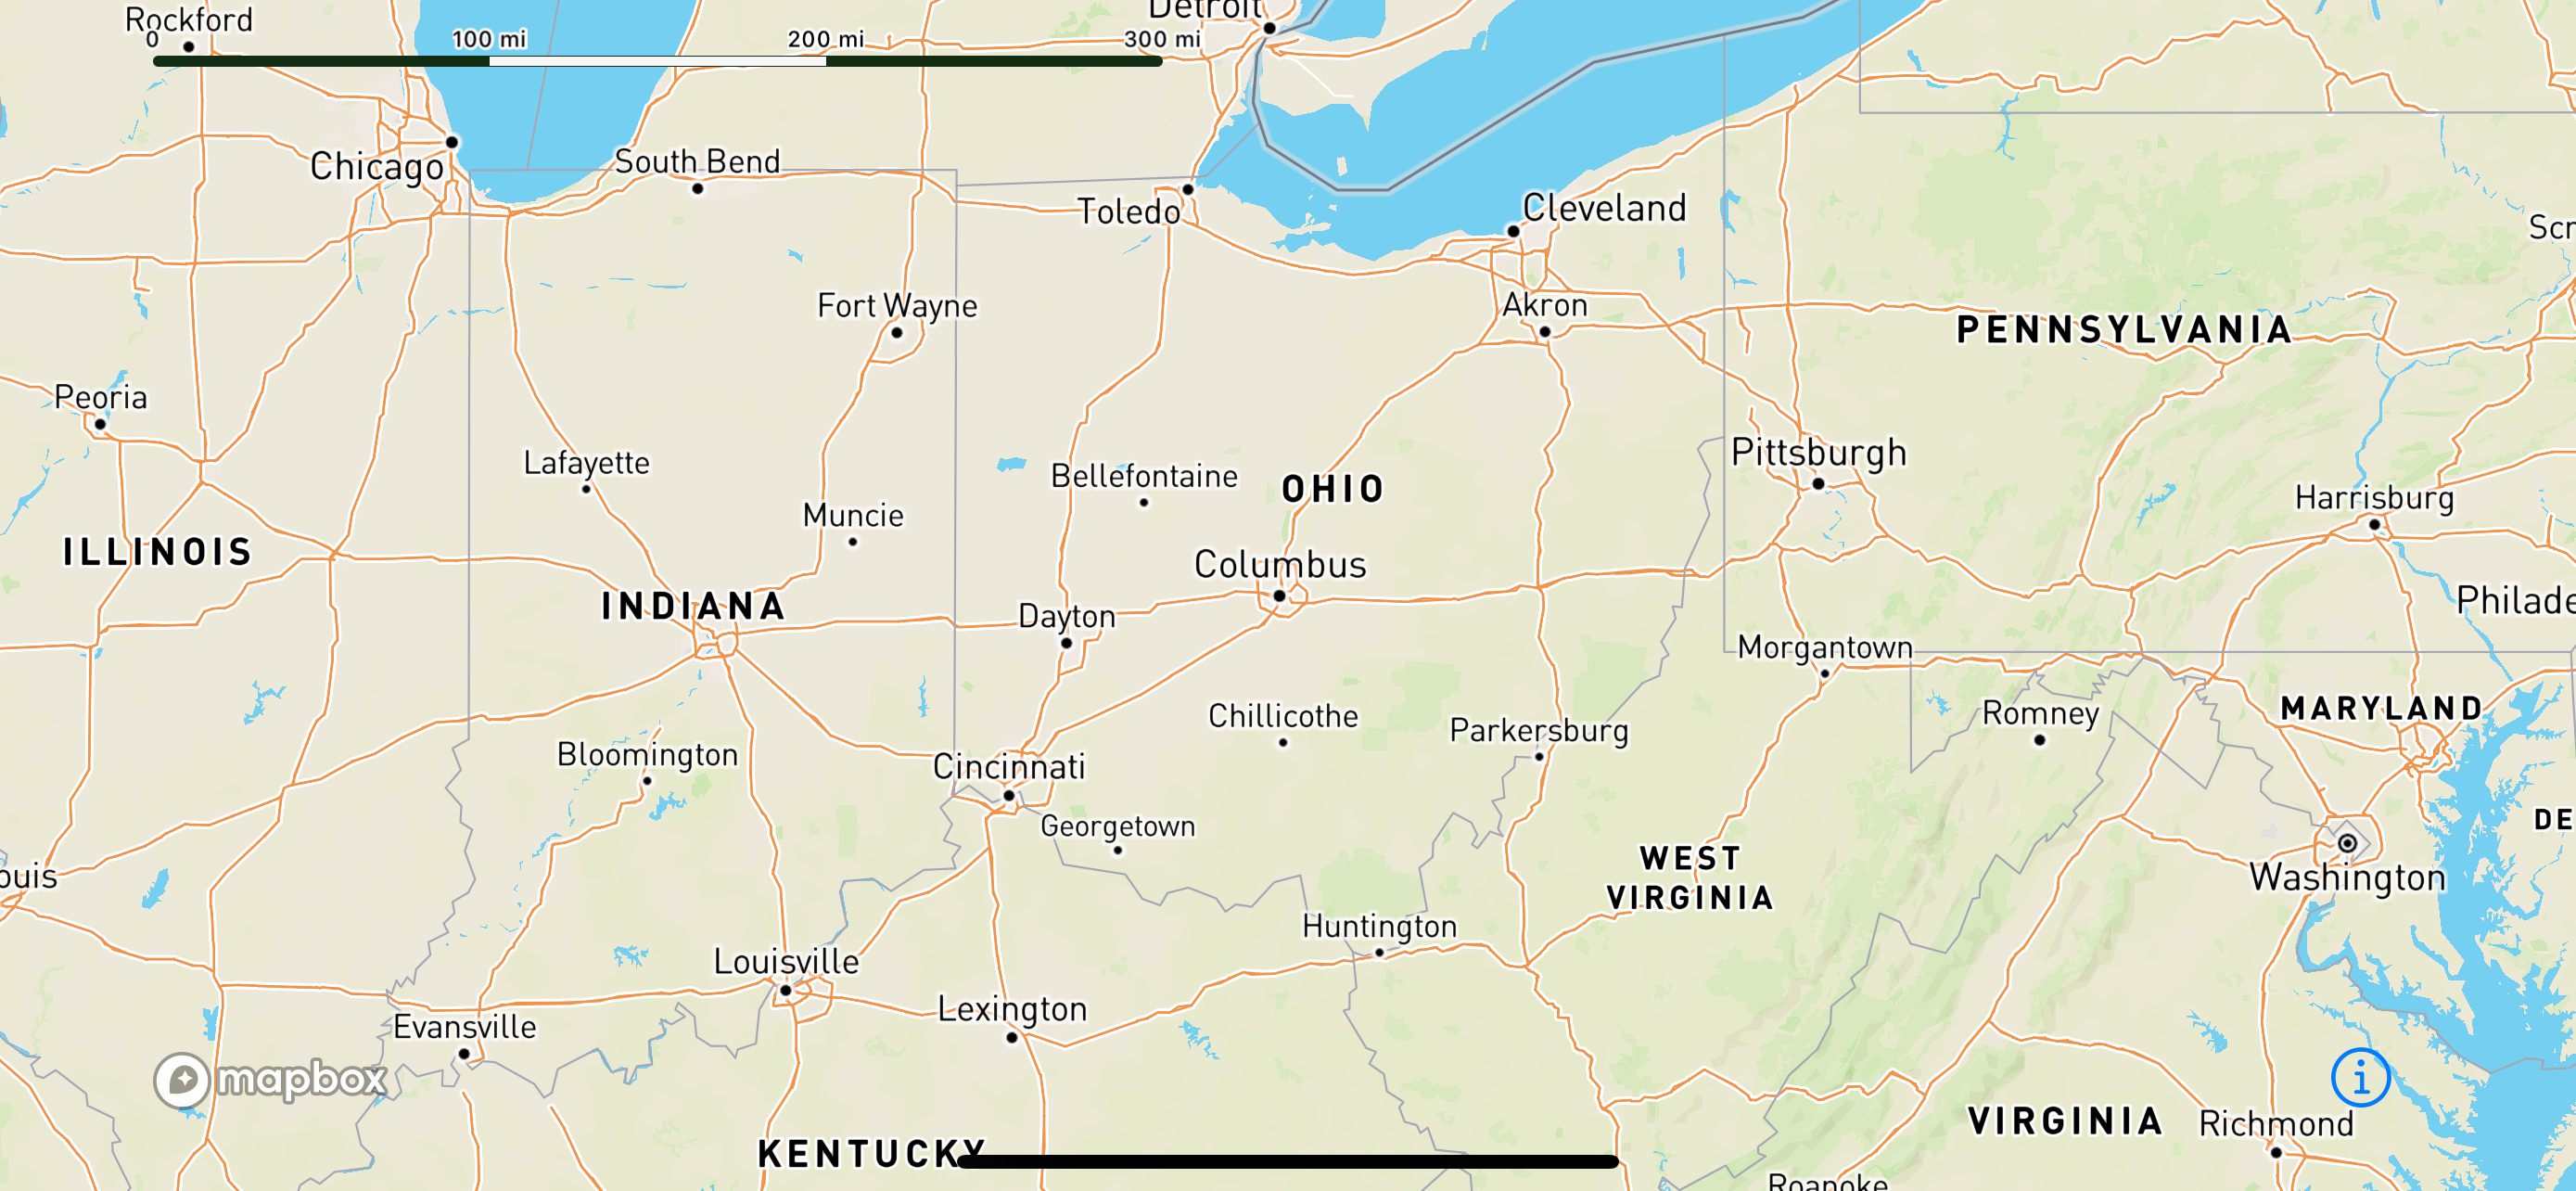 Rockford
Detroit
0
100 mi
200 mi
300 mi
Chicago
South Bend
Toledo
Cleveland
Scr
Fort Wayne
Akron
PENNSYLVANIA
Peoria
Lafayette
Bellefontaine
OHIO
Pittsburgh
Harrisburg
Muncie
ILLINOIS
Columbus
INDIANA
Dayton
Philade
Morgantown
Chillicothe
Parkersburg
Romney
MARYLAND
Bloomington
Cincinnati
Georgetown
DE
ouis
WEST
VIRGINIA
Washington
Huntington
Louisville
Lexington
Evansville
mapbox
i
KENTUCKY
VIRGINIA
Richmond
Roanoke